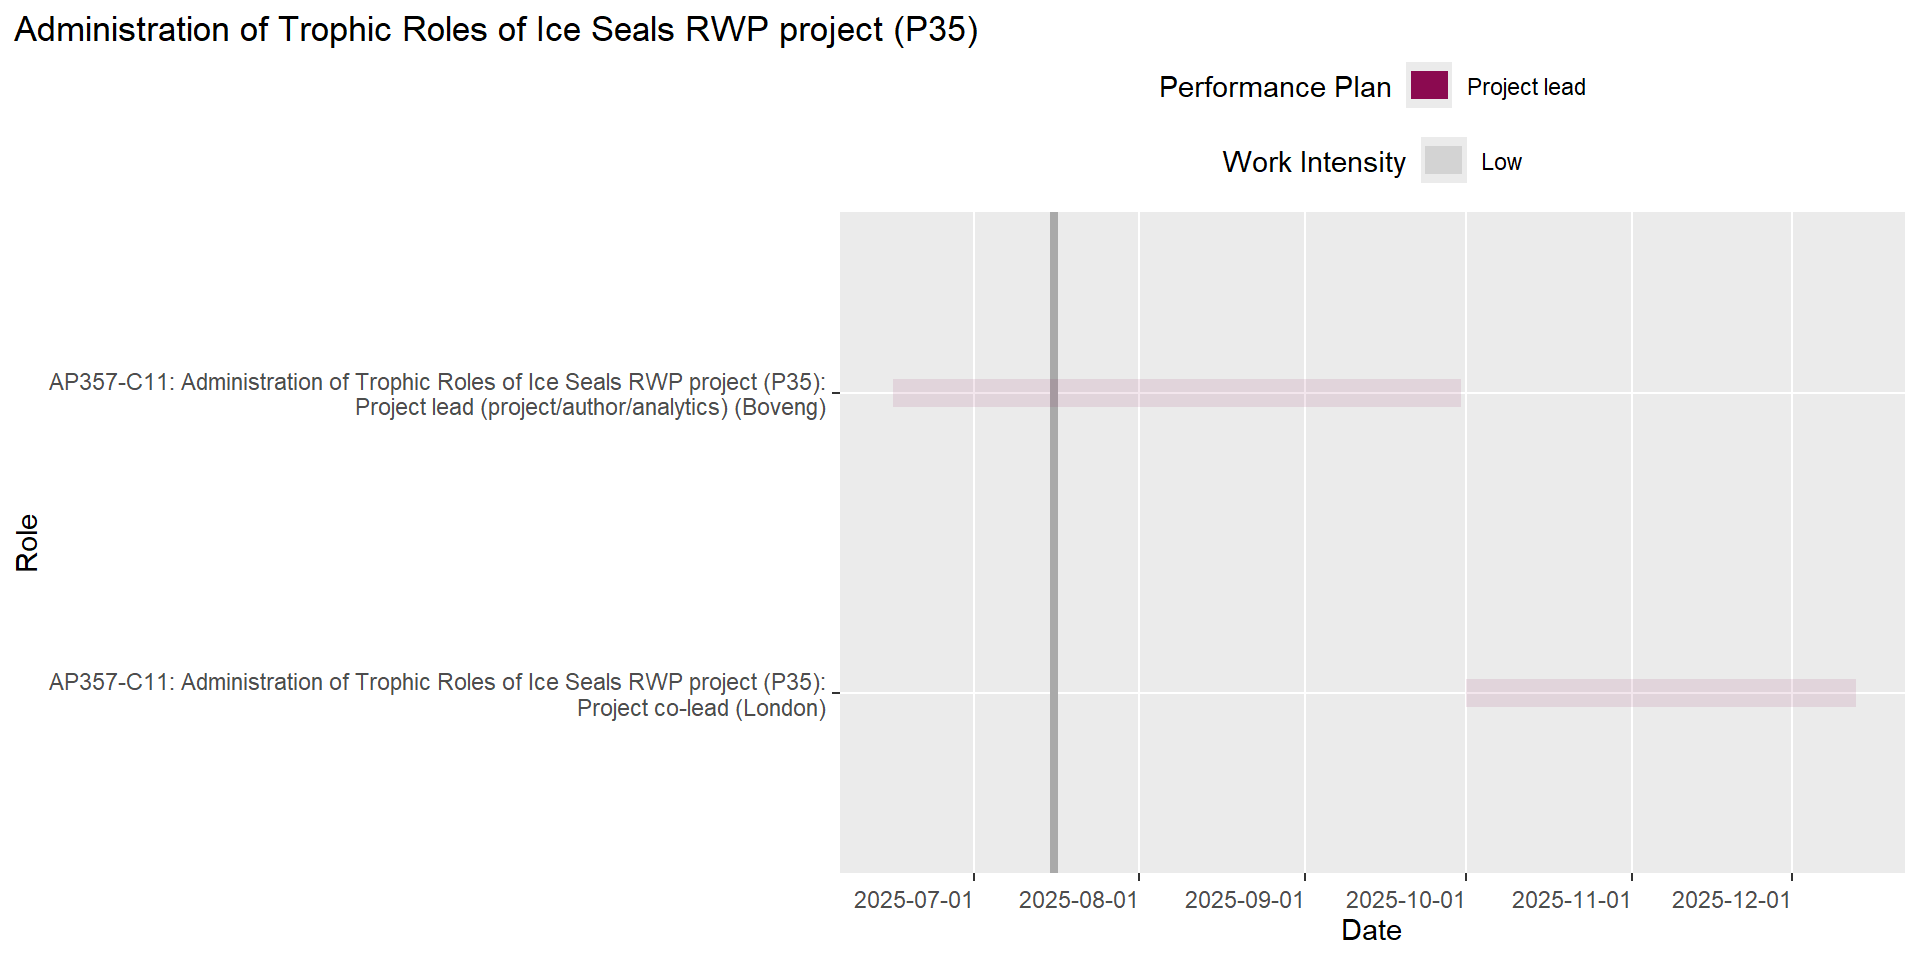 Administration of Trophic Roles of Ice Seals RWP project (P35)
Performance Plan Project lead
Work Intensity Low
AP357-C11: Administration of Trophic Roles of Ice Seals RWP project (P35):
Project lead (project/author/analytics) (Boveng)
Role
AP357-C11: Administration of Trophic Roles of Ice Seals RWP project (P35):
Project co-lead (London)
2025-07-01 2025-08-01 2025-09-01 2025-10-01 2025-11-01 2025-12-01
Date